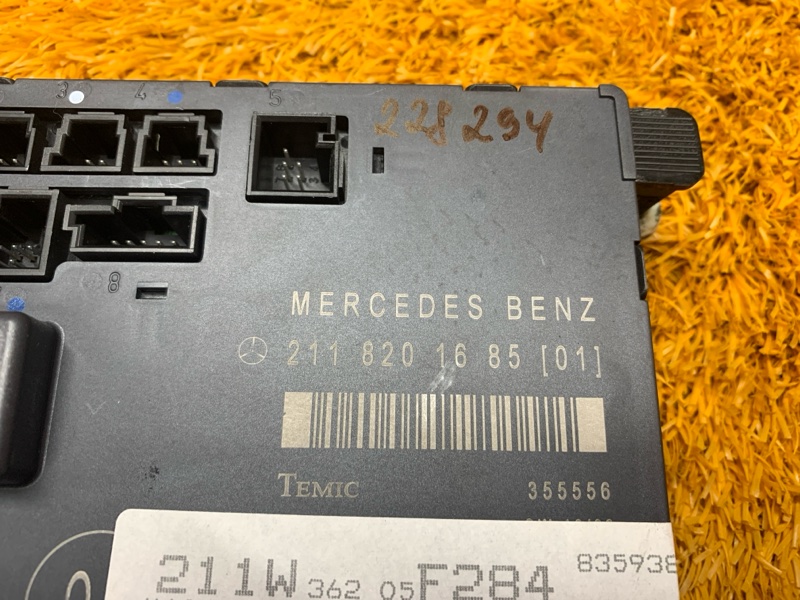 3 4 5
228294
8
MERCEDES BENZ
211 820 16 85 [01]
TEMIC 355556
211W 362 05 F284 835938